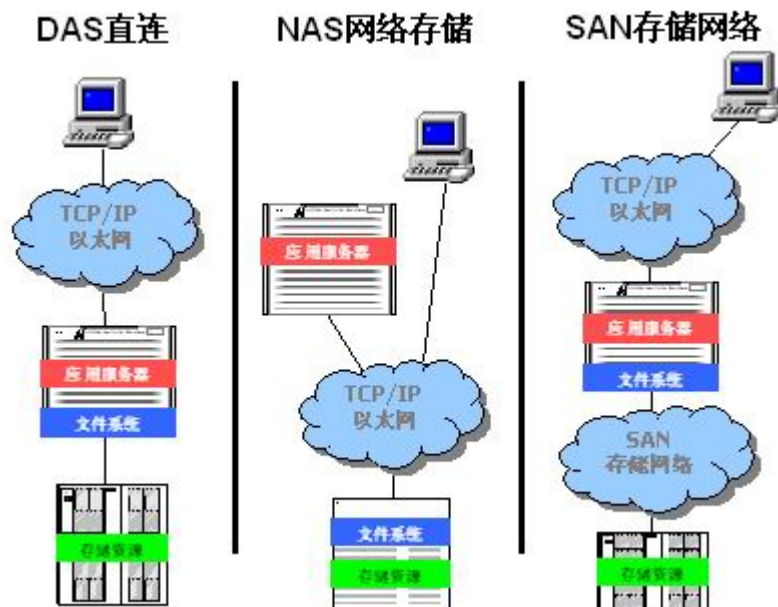 DAS直连
TCP/IP
以太网
应用服务器
文件系统
存储资源
NAS网络存储
应用服务器
TCP/IP
以太网
文件系统
存储资源
SAN存储网络
TCP/IP
以太网
应用服务器
文件系统
SAN
存储网络
存储资源